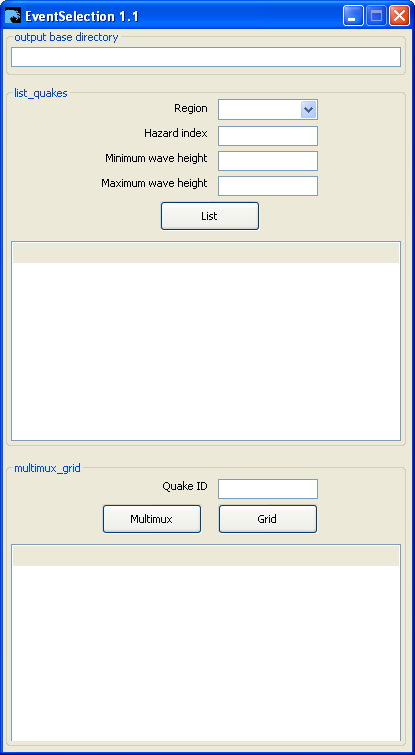 EventSelection 1.1
output base directory
list_quakes
Region
Hazard index
Minimum wave height
Maximum wave height
List
multimux_grid
Quake ID
Multimux Grid